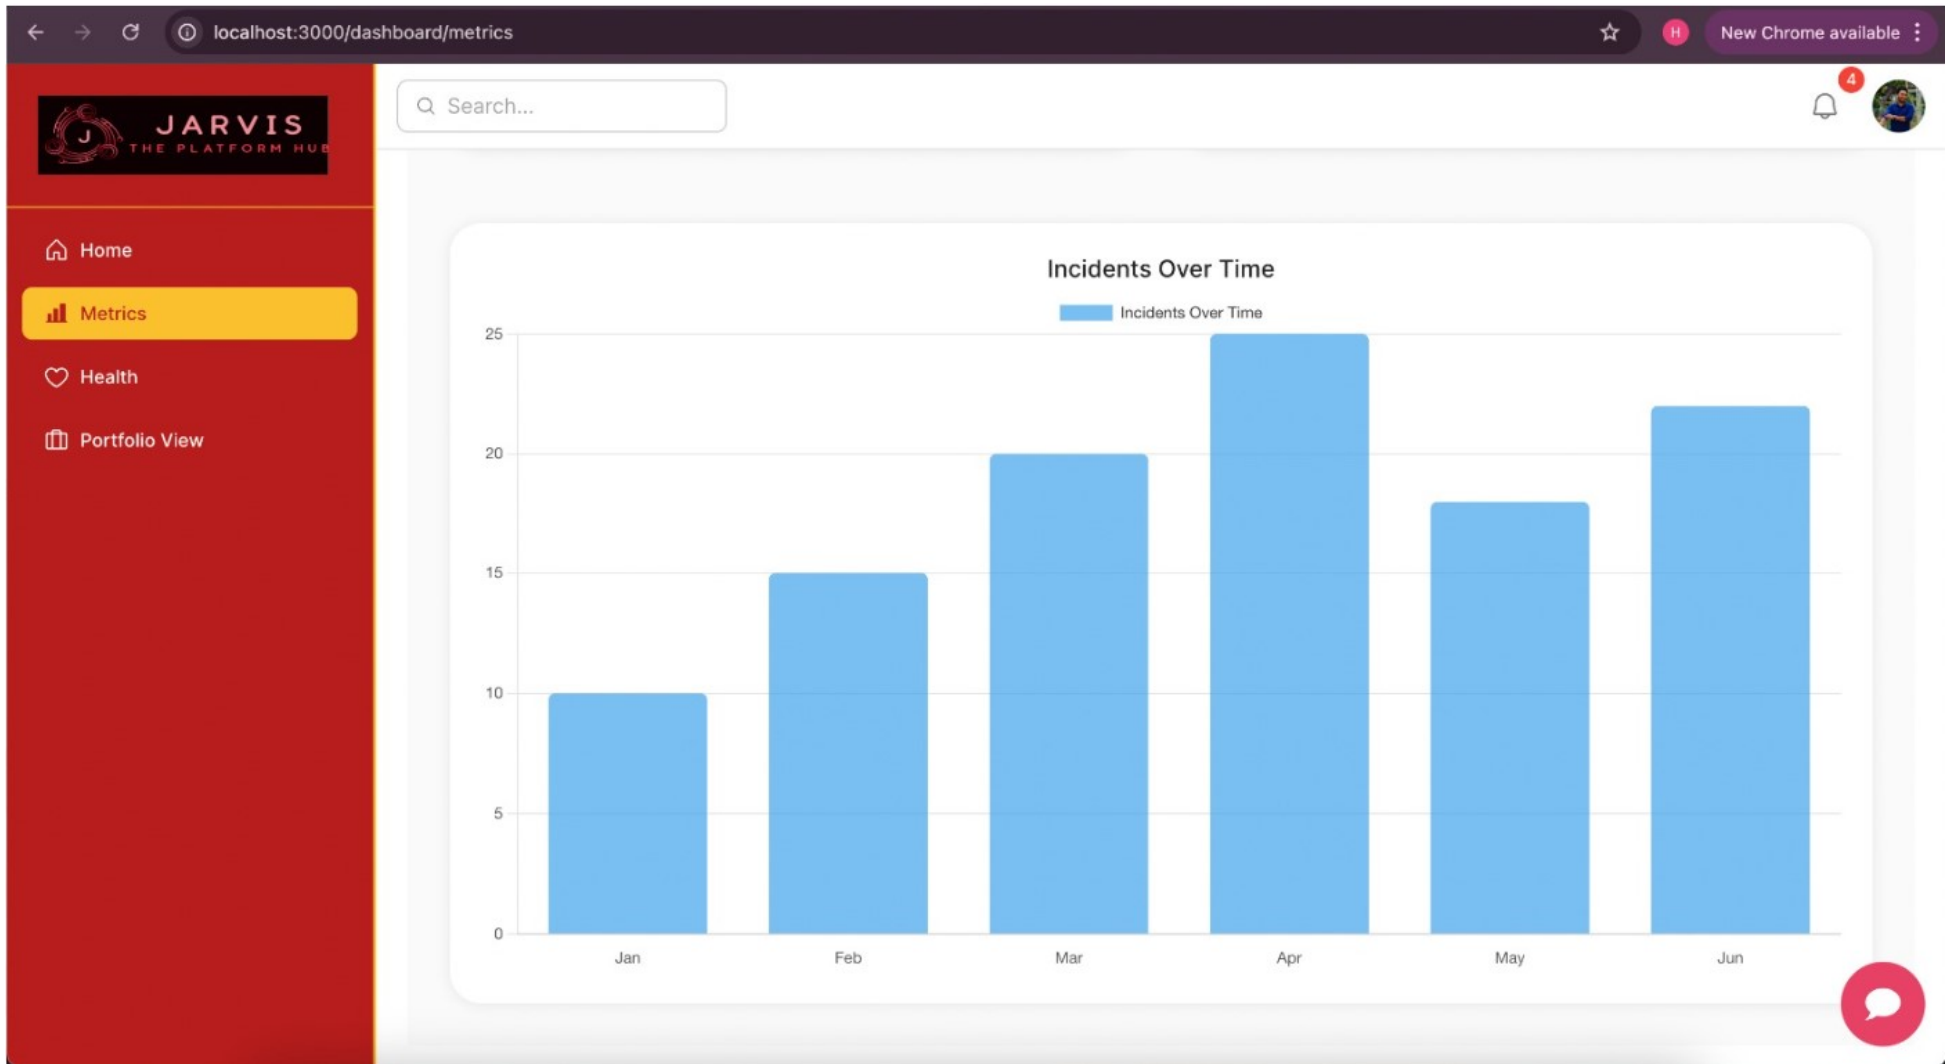 localhost:3000/dashboard/metrics
H
New Chrome available
J
JARVIS
THE PLATFORM HUB
Search...
4
Home
Metrics
Health
Portfolio View
Incidents Over Time
Incidents Over Time
25
20
15
10
5
0
Jan Feb Mar Apr May Jun